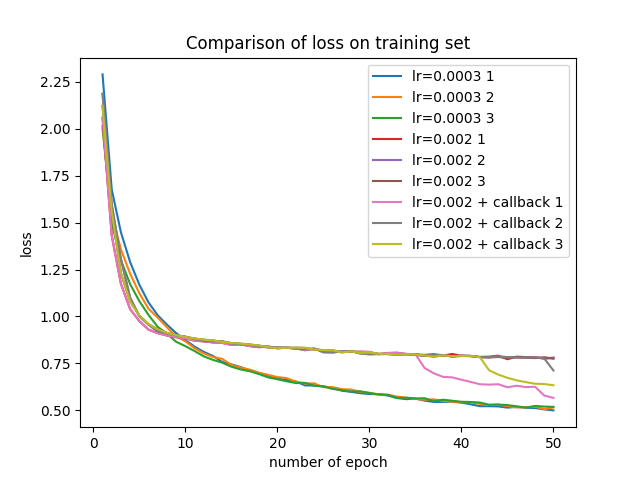 Comparison of loss on training set
lr=0.0003 1
lr=0.0003 2
lr=0.0003 3
lr=0.002 1
lr=0.002 2
lr=0.002 3
lr=0.002 + callback 1
lr=0.002 + callback 2
lr=0.002 + callback 3
loss
2.25
2.00
1.75
1.50
1.25
1.00
0.75
0.50
0 10 20 30 40 50
number of epoch